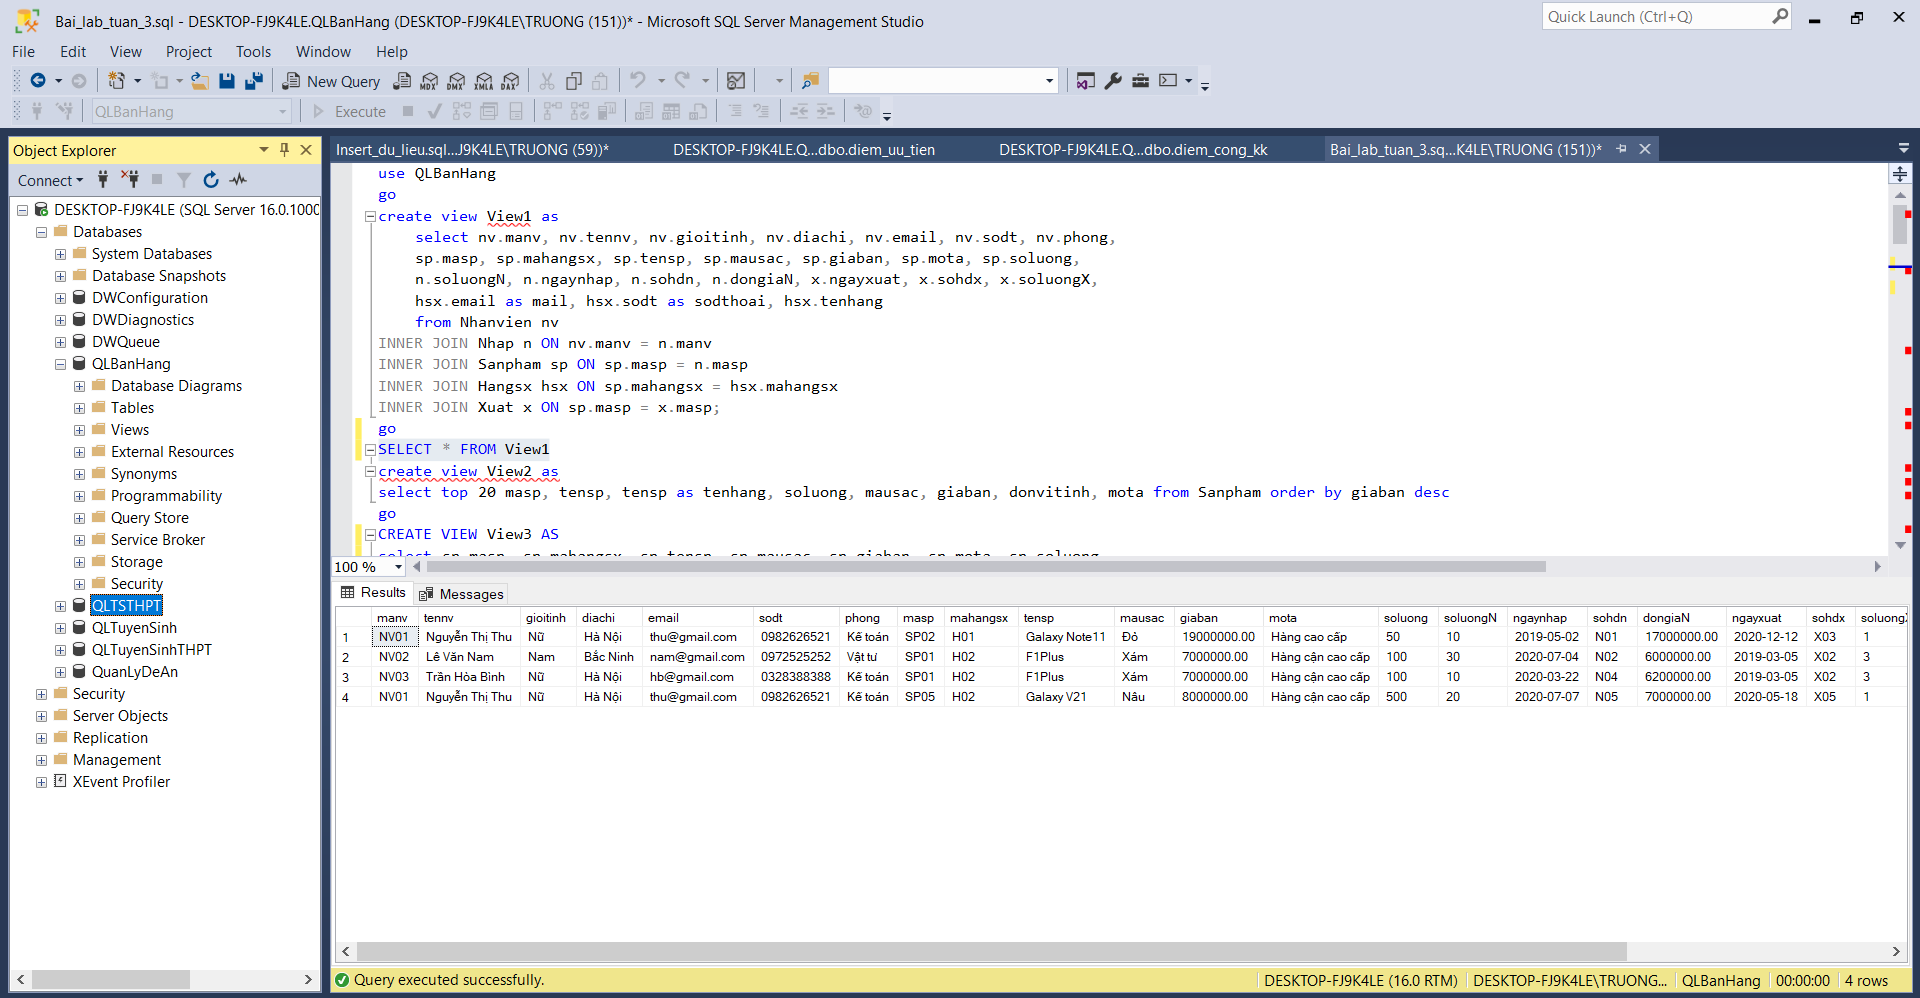 Bai_lab_tuan_3.sql - DESKTOP-FJ9K4LE.QLBanHang (DESKTOP-FJ9K4LE\TRUONG (151))* - Microsoft SQL Server Management Studio
Quick Launch (Ctrl+Q)
File Edit View Project Tools Window Help
New Query MDX DMX XMLA DAX
QLBanHang Execute
Object Explorer
Connect
DESKTOP-FJ9K4LE (SQL Server 16.0.1000
Databases
System Databases
Database Snapshots
DWConfiguration
DWDiagnostics
DWQueue
QLBanHang
Database Diagrams
Tables
Views
External Resources
Synonyms
Programmability
Query Store
Service Broker
Storage
Security
QLTSTHPT
QLTuyenSinh
QLTuyenSinhTHPT
QuanLyDeAn
Security
Server Objects
Replication
Management
XEvent Profiler
Insert_du_lieu.sql...J9K4LE\TRUONG (59))* DESKTOP-FJ9K4LE.Q...dbo.diem_uu_tien DESKTOP-FJ9K4LE.Q...dbo.diem_cong_kk Bai_lab_tuan_3.sq...K4LE\TRUONG (151))*
use QLBanHang
go
create view View1 as
select nv.manv, nv.tennv, nv.gioitinh, nv.diachi, nv.email, nv.sodt, nv.phong,
sp.masp, sp.mahangsx, sp.tensp, sp.mausac, sp.giaban, sp.mota, sp.soluong,
n.soluongN, n.ngaynhap, n.sohdn, n.dongiaN, x.ngayxuat, x.sohdx, x.soluongX,
hsx.email as mail, hsx.sodt as sodthoai, hsx.tenhang
from Nhanvien nv
INNER JOIN Nhap n ON nv.manv = n.manv
INNER JOIN Sanpham sp ON sp.masp = n.masp
INNER JOIN Hangsx hsx ON sp.mahangsx = hsx.mahangsx
INNER JOIN Xuat x ON sp.masp = x.masp;
go
SELECT * FROM View1
create view View2 as
select top 20 masp, tensp, tensp as tenhang, soluong, mausac, giaban, donvitinh, mota from Sanpham order by giaban desc
go
CREATE VIEW View3 AS
select sp.masp, sp.mahangsx, sp.tensp, sp.mausac, sp.giaban, sp.mota, sp.soluong,
100 %
Results Messages
manv tennv gioitinh diachi email sodt phong masp mahangsx tensp mausac giaban mota soluong soluongN ngaynhap sohdn dongiaN ngayxuat sohdx soluongX
1 NV01 Nguyễn Thị Thu Nữ Hà Nội thu@gmail.com 0982626521 Kế toán SP02 H01 Galaxy Note11 Đỏ 19000000.00 Hàng cao cấp 50 10 2019-05-02 N01 17000000.00 2020-12-12 X03 1
2 NV02 Lê Văn Nam Nam Bắc Ninh nam@gmail.com 0972525252 Vật tư SP01 H02 F1Plus Xám 7000000.00 Hàng cận cao cấp 100 30 2020-07-04 N02 6000000.00 2019-03-05 X02 3
3 NV03 Trần Hòa Bình Nữ Hà Nội hb@gmail.com 0328388388 Kế toán SP01 H02 F1Plus Xám 7000000.00 Hàng cận cao cấp 100 10 2020-03-22 N04 6200000.00 2019-03-05 X02 3
4 NV01 Nguyễn Thị Thu Nữ Hà Nội thu@gmail.com 0982626521 Kế toán SP05 H02 Galaxy V21 Nâu 8000000.00 Hàng cận cao cấp 500 20 2020-07-07 N05 7000000.00 2020-05-18 X05 1
Query executed successfully. DESKTOP-FJ9K4LE (16.0 RTM) DESKTOP-FJ9K4LE\TRUONG... QLBanHang 00:00:00 4 rows